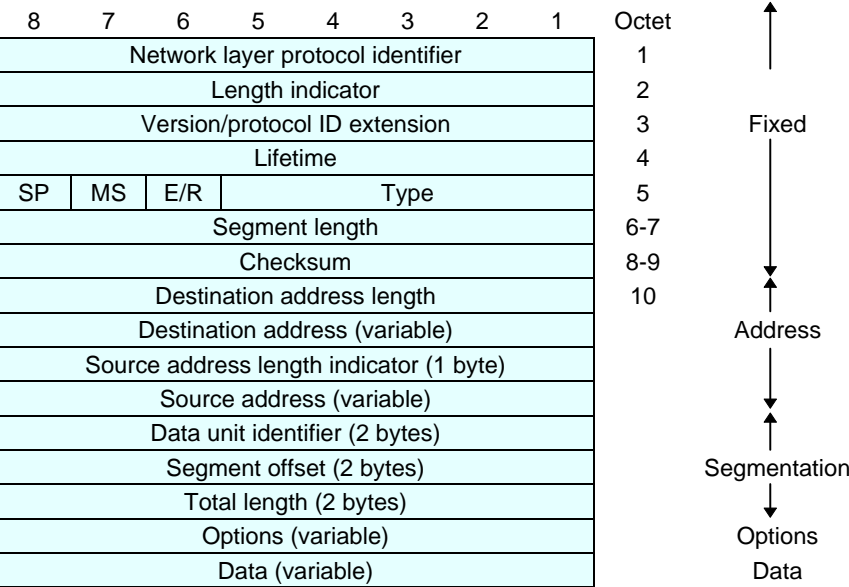 8 7 6 5 4 3 2 1 Octet
Network layer protocol identifier 1
Length indicator 2
Version/protocol ID extension 3 Fixed
Lifetime 4
SP MS E/R Type 5
Segment length 6-7
Checksum 8-9
Destination address length 10
Destination address (variable) Address
Source address length indicator (1 byte)
Source address (variable)
Data unit identifier (2 bytes)
Segment offset (2 bytes) Segmentation
Total length (2 bytes)
Options (variable) Options
Data (variable) Data